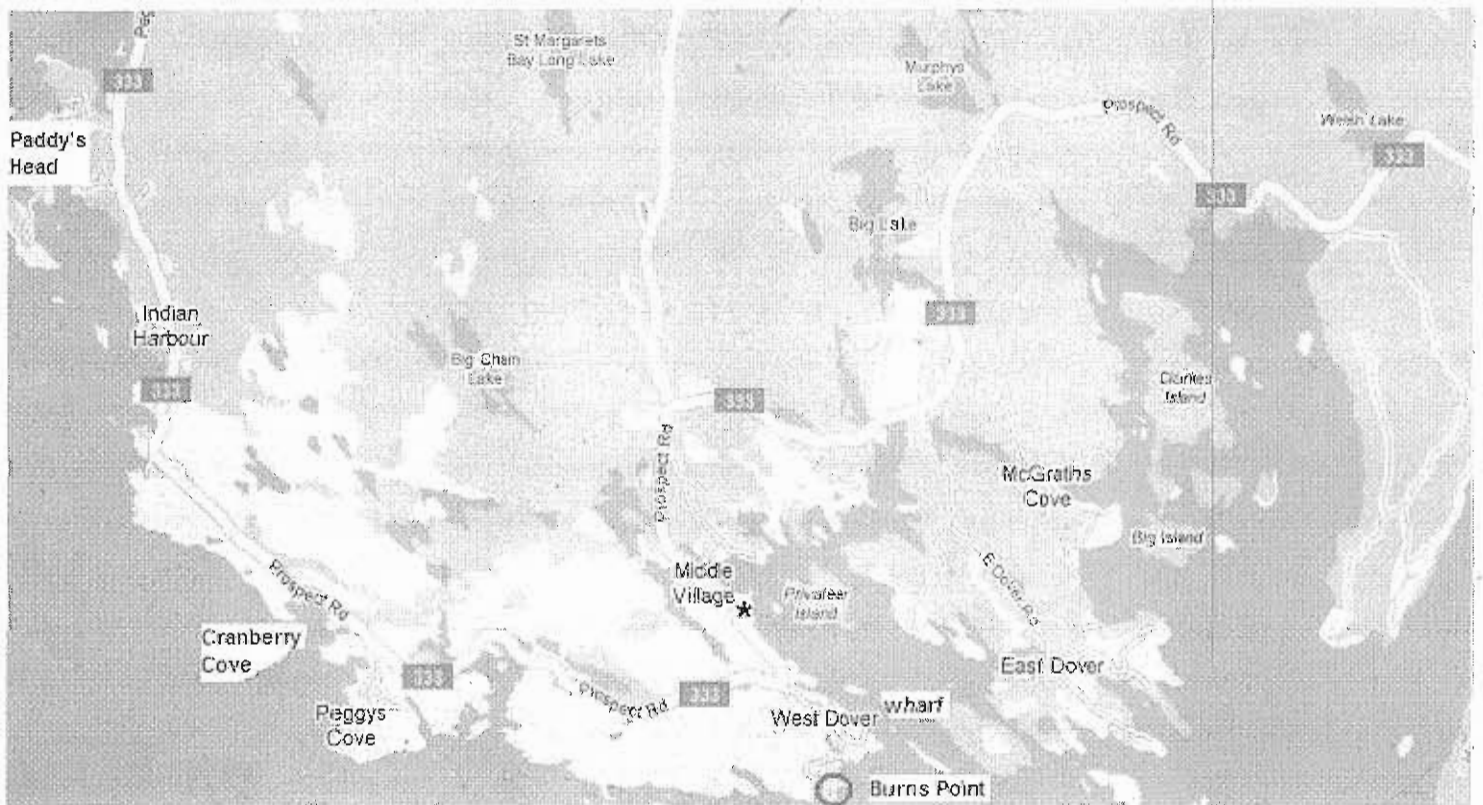 St Margarets
Bay Long Lake
Murphys
Lake
333
Prospect Rd
Welsh Lake
333
Paddy's
Head
333
Big Lake
Indian
Harbour
333
Big Chain
Lake
Island
333
333
Prospect Rd
McGraths
Cove
Big Island
Middle
Village
*
Privateer
Island
E Dover Rd
Prospect Rd
Cranberry
Cove
333
East Dover
Prospect Rd
333
Peggys
Cove
West Dover
wharf
Burns Point